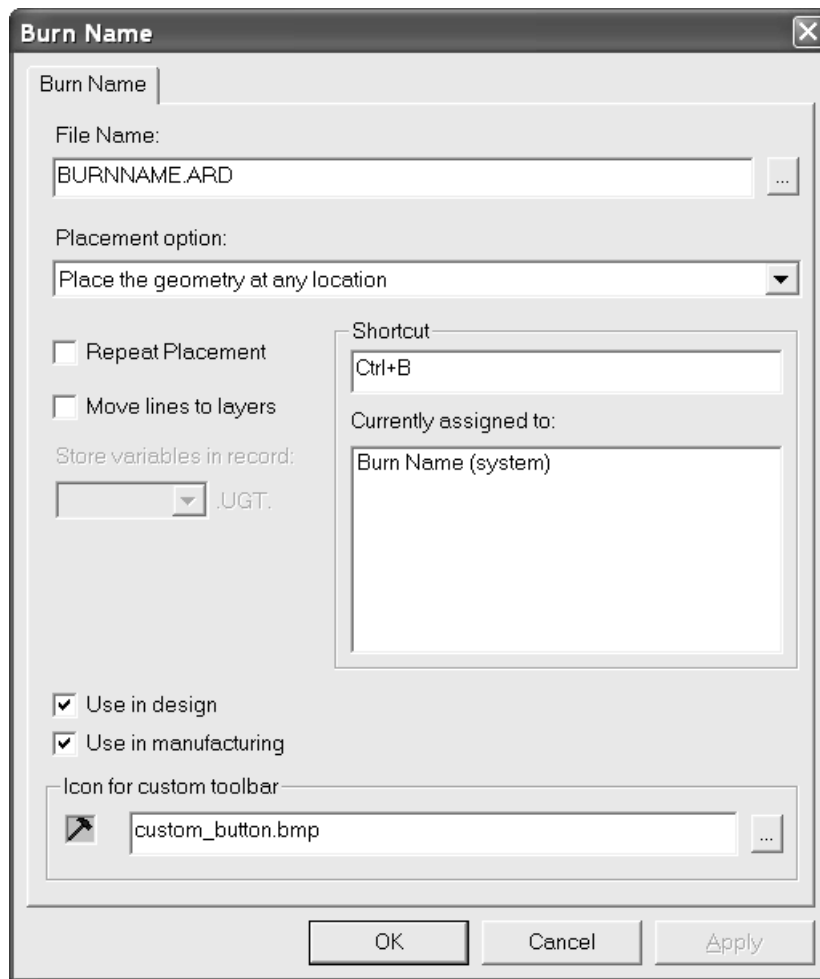 Burn Name
Burn Name
File Name:
BURNNAME.ARD
...
Placement option:
Place the geometry at any location
Repeat Placement
Move lines to layers
Store variables in record:
.UGT.
Shortcut
Ctrl+B
Currently assigned to:
Burn Name (system)
Use in design
Use in manufacturing
Icon for custom toolbar
custom_button.bmp
...
OK Cancel Apply